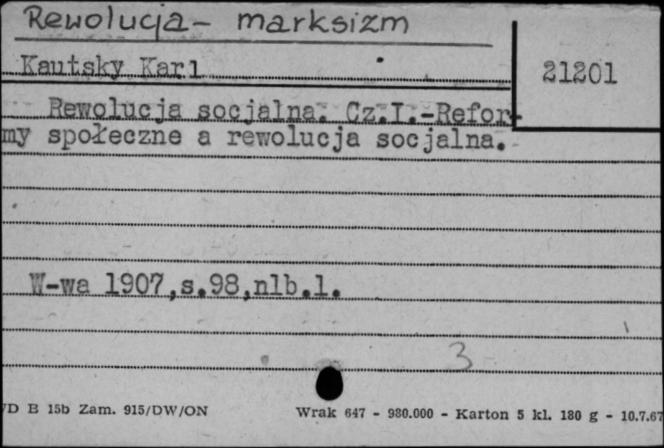 Rewolucja - marksizm
Kautsky Karl
21201
Rewolucja socjalna. Cz.I.-Refor-
my społeczne a rewolucja socjalna.
W-wa 1907,s.98,nlb.1.
3
D B 15b Zam. 915/DW/ON
Wrak 647 - 980.000 - Karton 5 kl. 180 g - 10.7.67